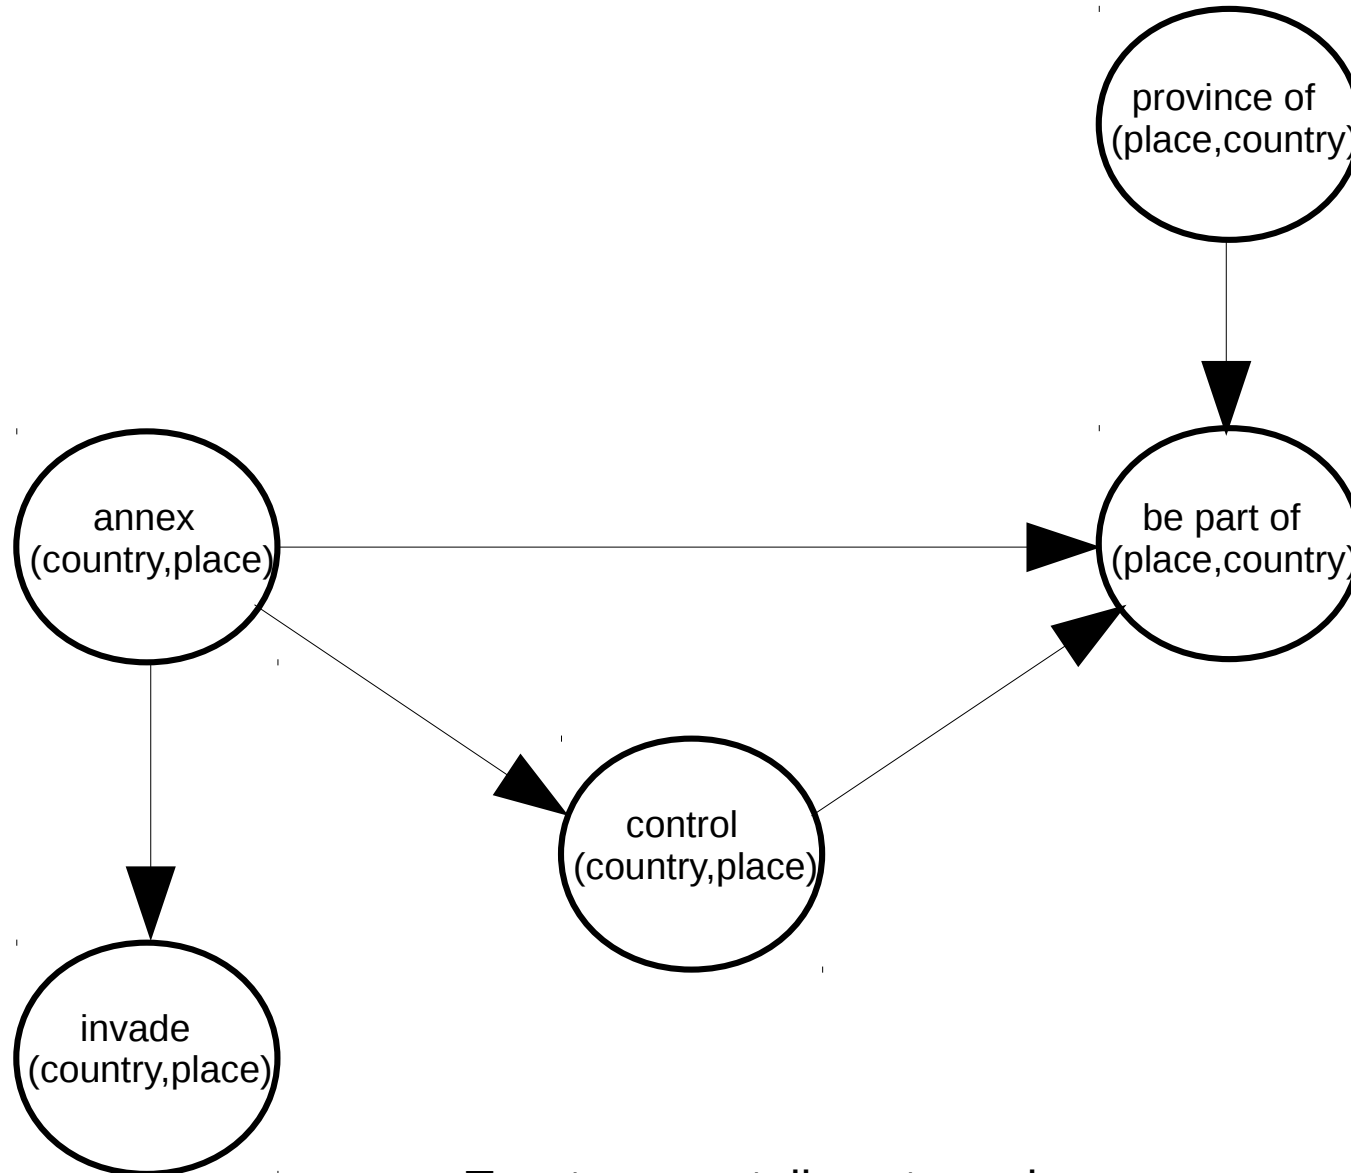 province of
(place,country)
annex
(country,place)
be part of
(place,country)
control
(country,place)
invade
(country,place)